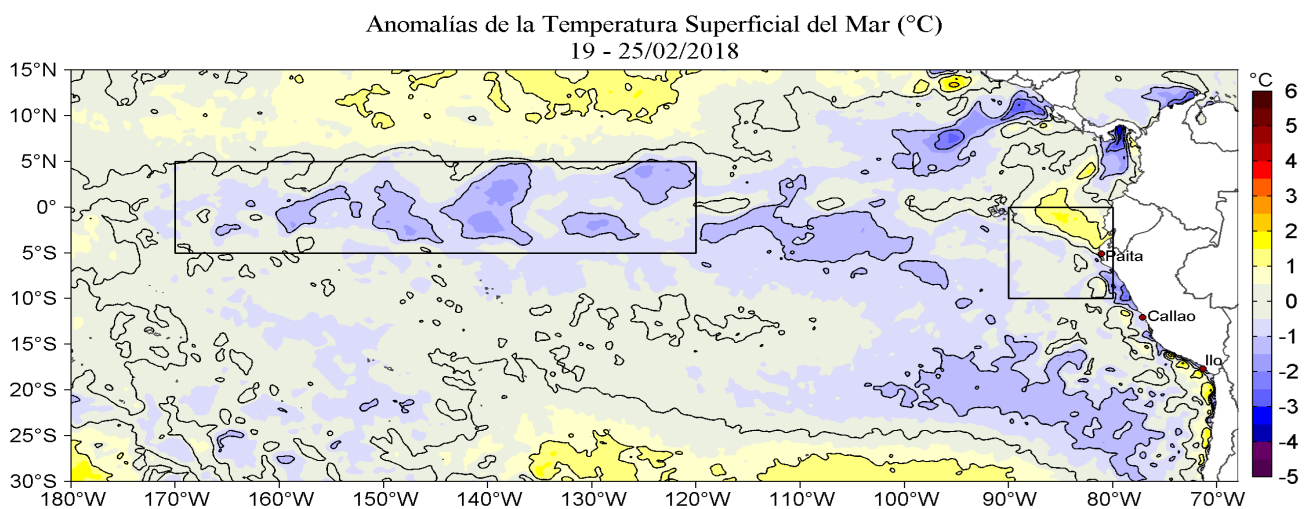 Anomalías de la Temperatura Superficial del Mar (°C)
19 - 25/02/2018
15°N
10°N
5°N
0°
5°S
10°S
15°S
20°S
25°S
30°S
180°W
170°W
160°W
150°W
140°W
130°W
120°W
110°W
100°W
90°W
80°W
70°W
Paita
Callao
Ilo
°C
6
5
4
3
2
1
0
-1
-2
-3
-4
-5